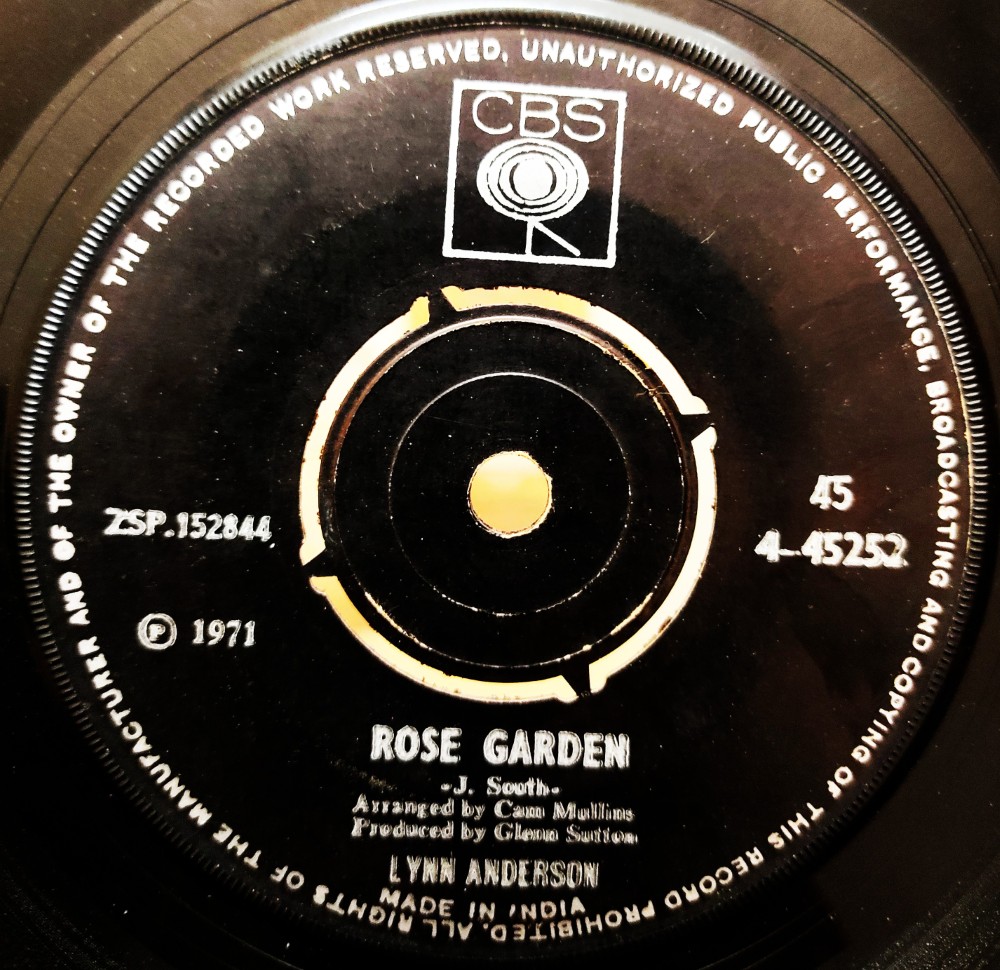 ALL RIGHTS OF THE MANUFACTURER AND OF THE OWNER OF THE RECORDED WORK RESERVED, UNAUTHORIZED PUBLIC PERFORMANCE, BROADCASTING AND COPYING OF THIS RECORD PROHIBITED.
CBS
45
ZSP.152844
4-45252
Ⓟ 1971
ROSE GARDEN
-J. South-
Arranged by Cam Mullins
Produced by Glenn Sutton
LYNN ANDERSON
MADE IN INDIA